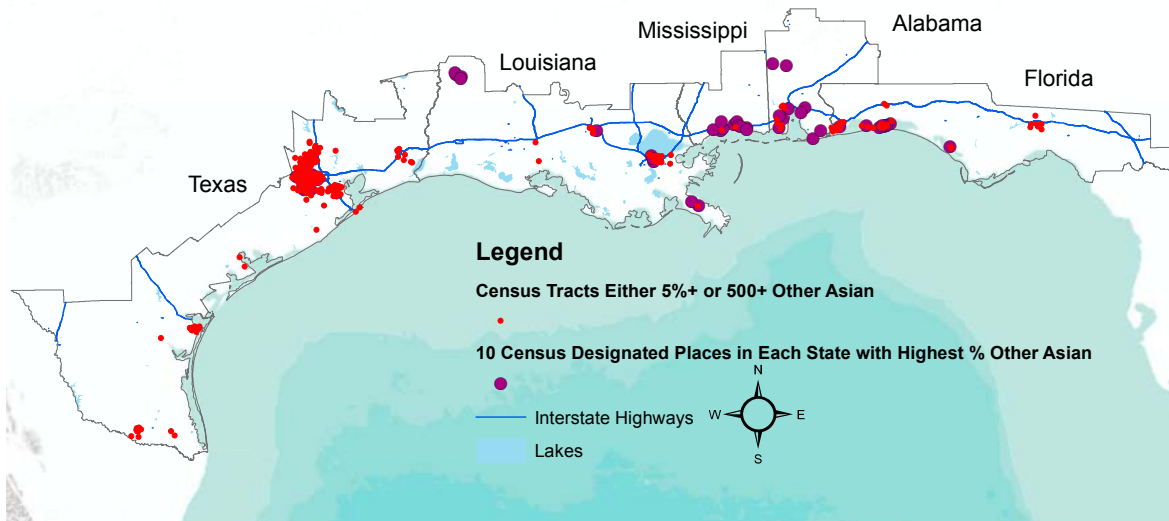 Alabama
Mississippi
Louisiana
Florida
Texas
Legend
Census Tracts Either 5%+ or 500+ Other Asian
10 Census Designated Places in Each State with Highest % Other Asian
Interstate Highways
Lakes
N
W
E
S